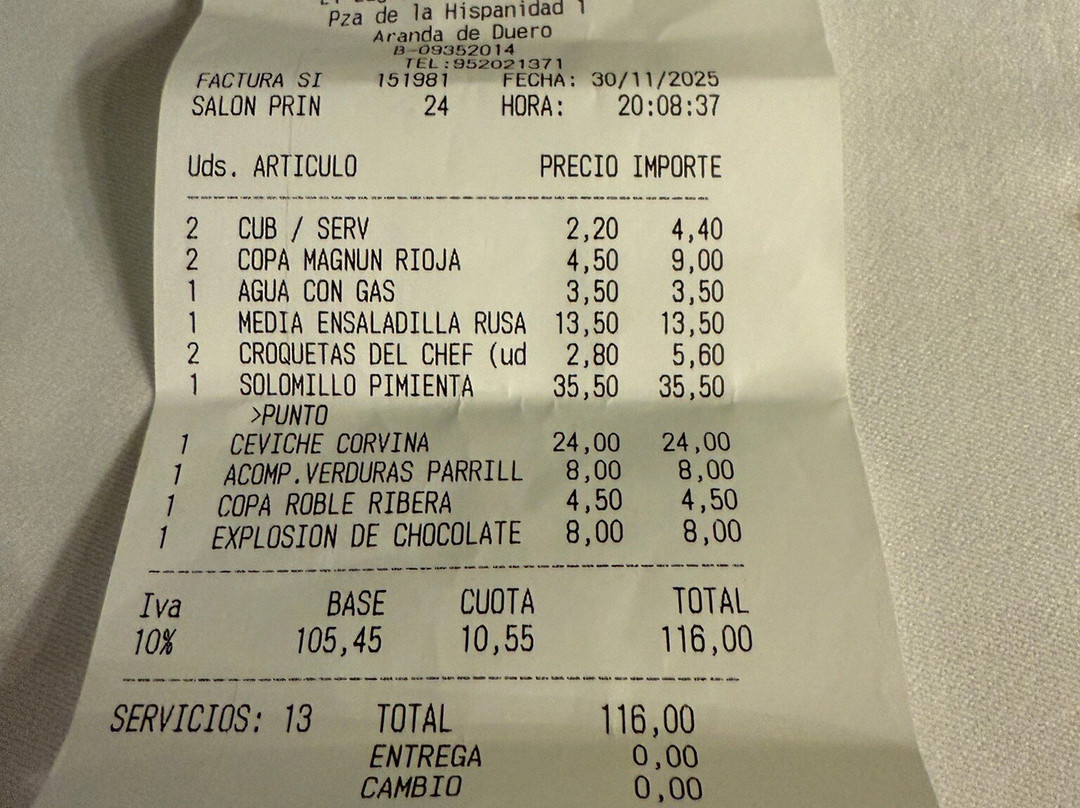 Pza de la Hispanidad 1
Aranda de Duero
B-09352014
TEL:952021371
FACTURA SI 151981 FECHA: 30/11/2025
SALON PRIN 24 HORA: 20:08:37
Uds. ARTICULO PRECIO IMPORTE
2 CUB / SERV 2,20 4,40
2 COPA MAGNUN RIOJA 4,50 9,00
1 AGUA CON GAS 3,50 3,50
1 MEDIA ENSALADILLA RUSA 13,50 13,50
2 CROQUETAS DEL CHEF (ud 2,80 5,60
1 SOLOMILLO PIMIENTA 35,50 35,50
>PUNTO
1 CEVICHE CORVINA 24,00 24,00
1 ACOMP.VERDURAS PARRILL 8,00 8,00
1 COPA ROBLE RIBERA 4,50 4,50
1 EXPLOSION DE CHOCOLATE 8,00 8,00
Iva BASE CUOTA TOTAL
10% 105,45 10,55 116,00
SERVICIOS: 13 TOTAL 116,00
ENTREGA 0,00
CAMBIO 0,00